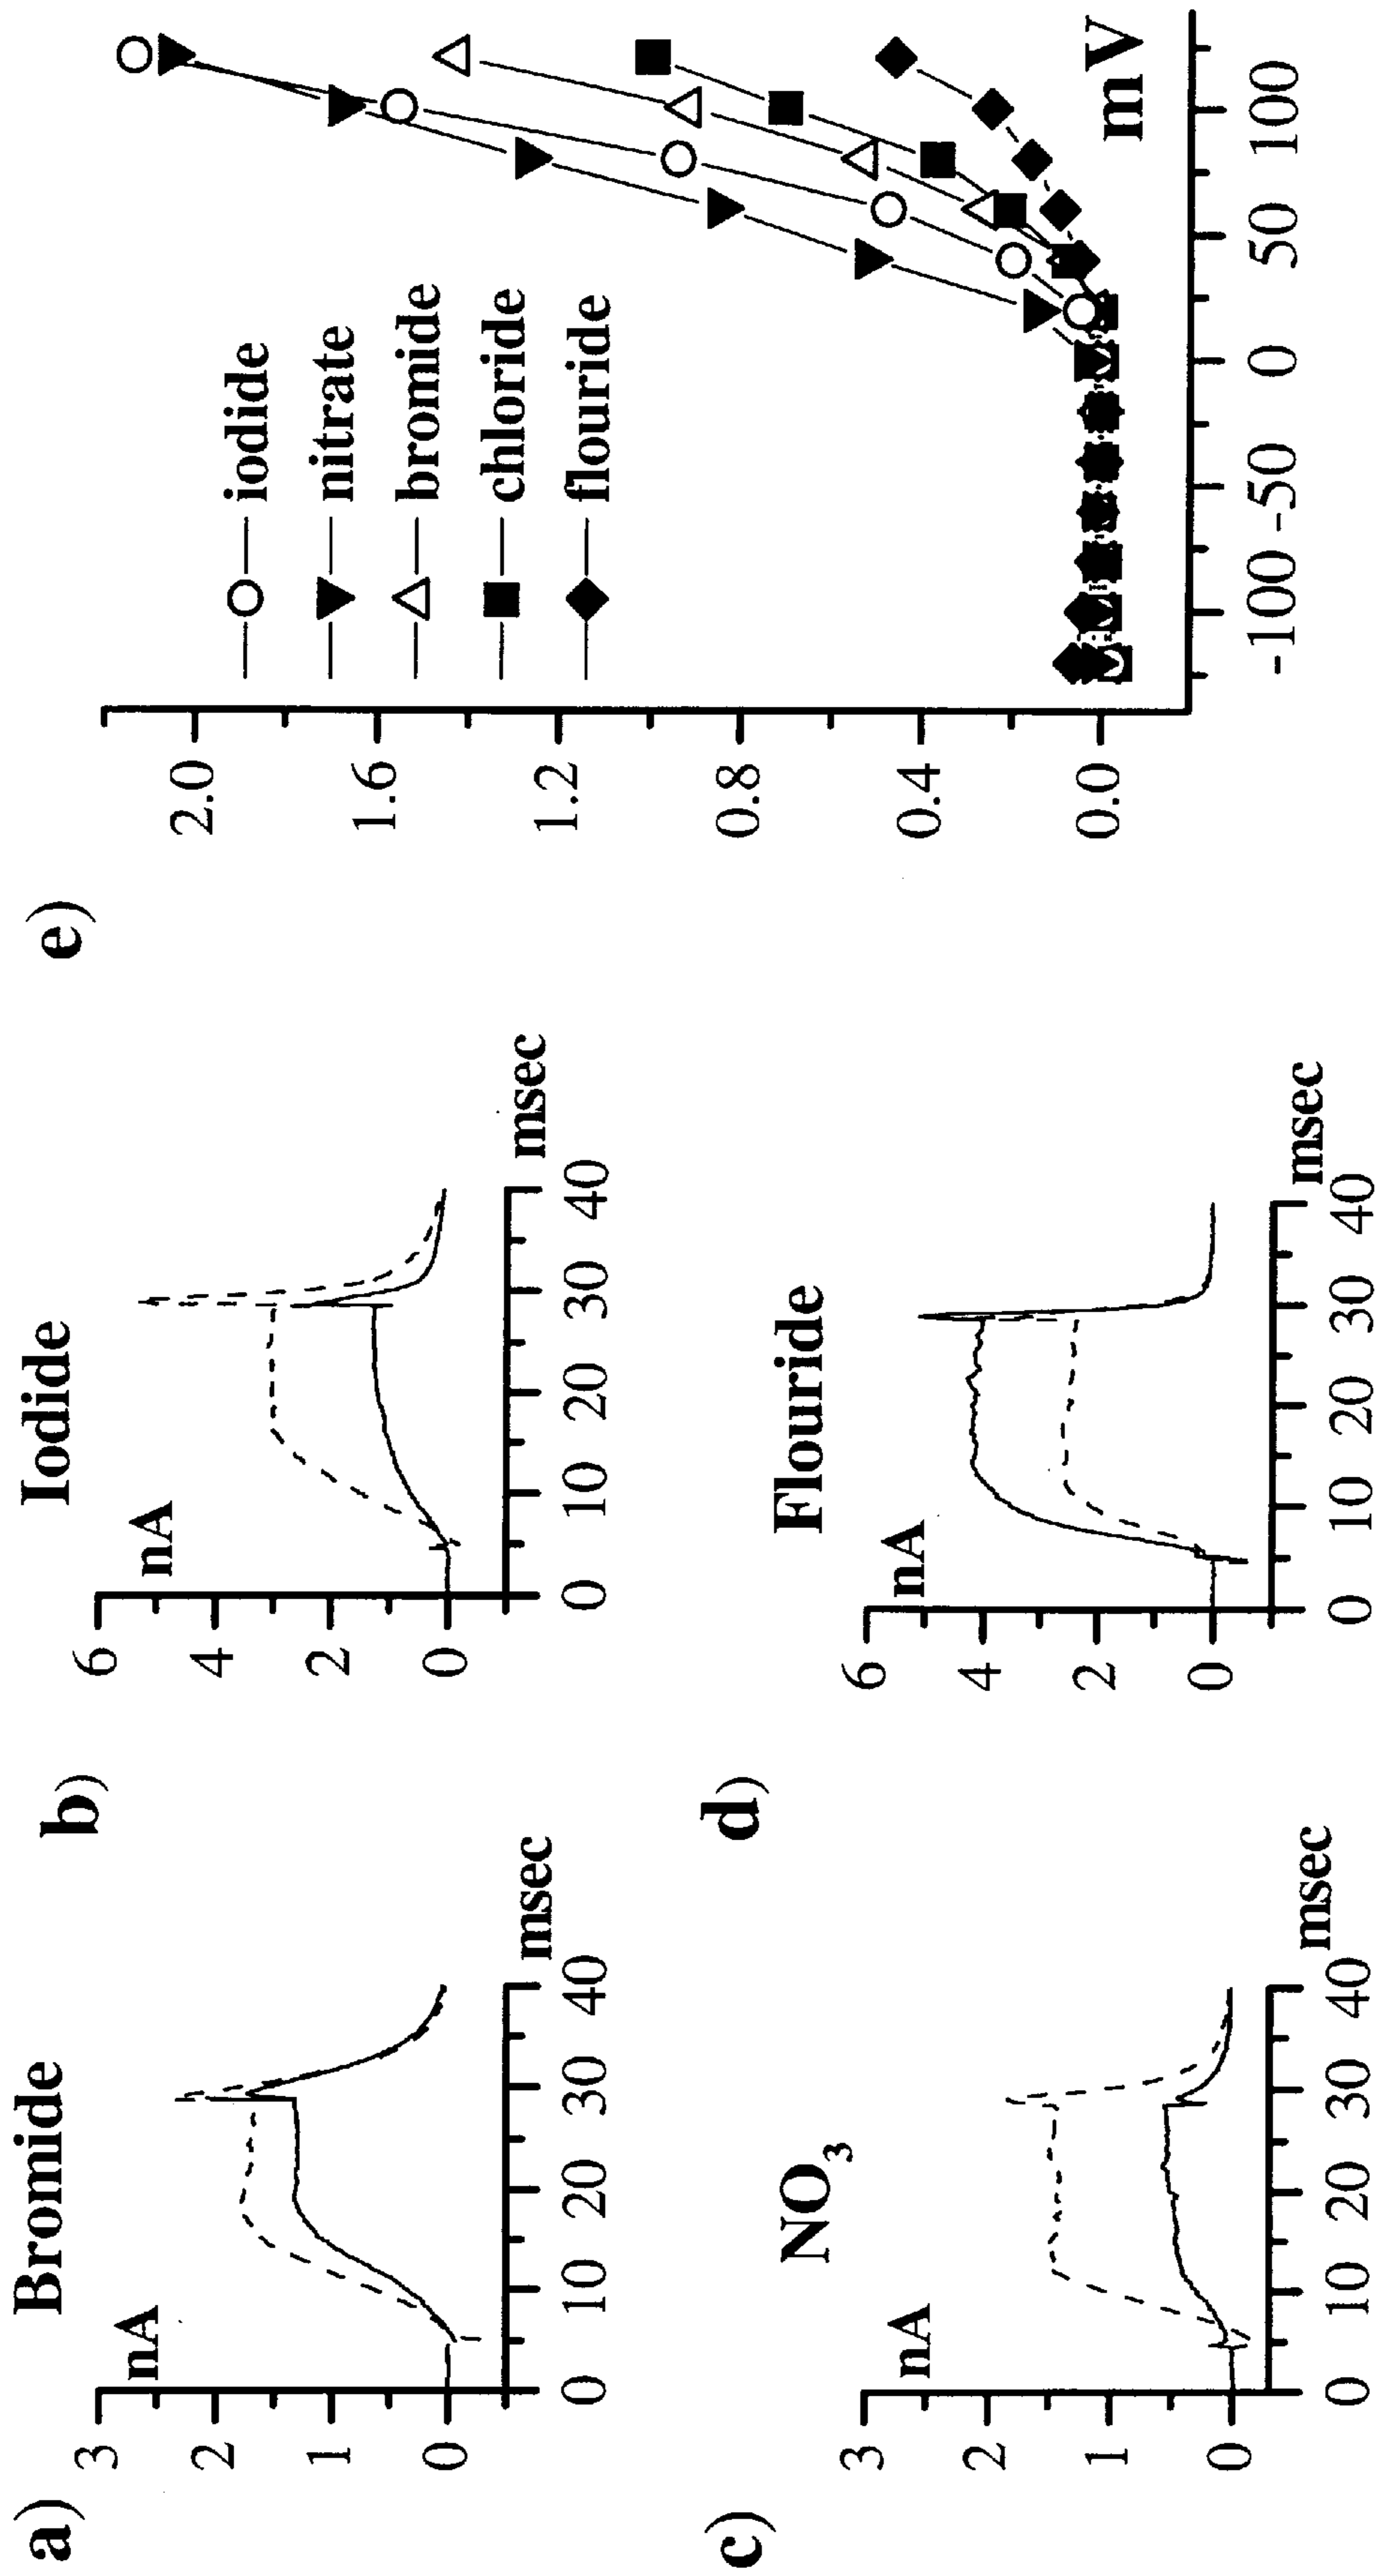 a)
Bromide
nA
3
2
1
0
0 10 20 30 40
msec
b)
Iodide
nA
6
4
2
0
0 10 20 30 40
msec
c)
NO3
nA
3
2
1
0
0 10 20 30 40
msec
d)
Flouride
nA
6
4
2
0
0 10 20 30 40
msec
e)
2.0
1.6
1.2
0.8
0.4
0.0
iodide
nitrate
bromide
chloride
flouride
mV
-100 -50 0 50 100